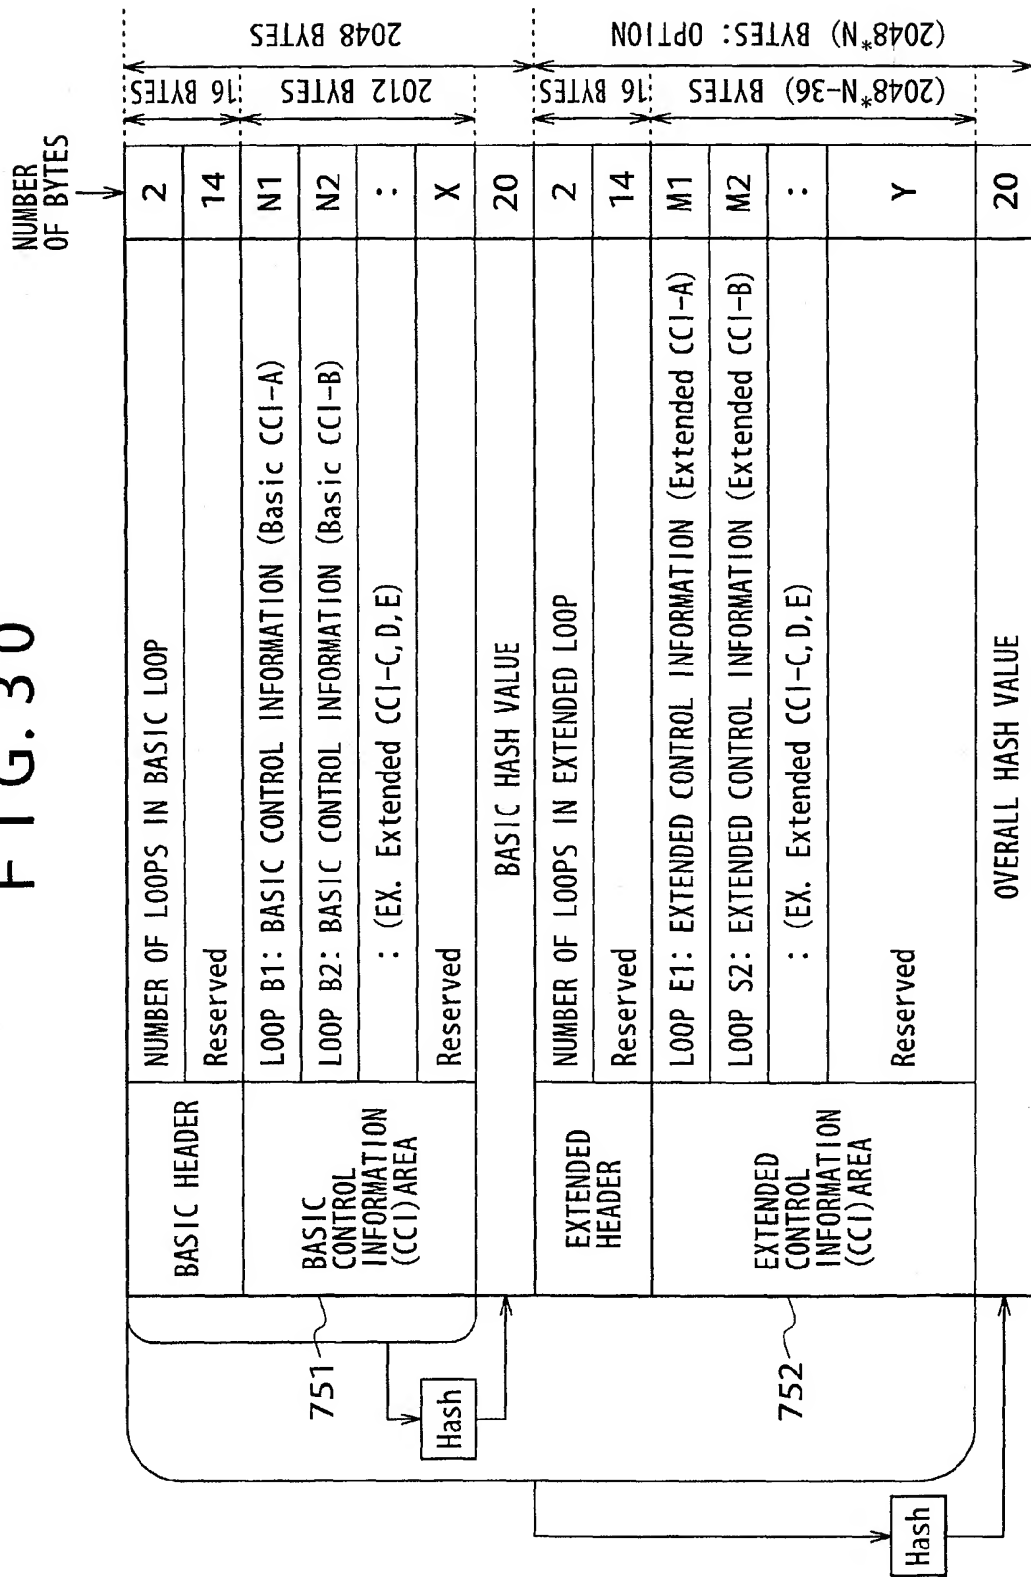 FIG.30
NUMBER
OF BYTES
BASIC HEADER
NUMBER OF LOOPS IN BASIC LOOP
2
Reserved
14
16 BYTES
2048 BYTES
BASIC
CONTROL
INFORMATION
(CCI)AREA
LOOP B1: BASIC CONTROL INFORMATION (Basic CCI-A)
N1
LOOP B2: BASIC CONTROL INFORMATION (Basic CCI-B)
N2
: (EX. Extended CCI-C,D,E)
:
Reserved
X
2012 BYTES
BASIC HASH VALUE
20
EXTENDED
HEADER
NUMBER OF LOOPS IN EXTENDED LOOP
2
Reserved
14
16 BYTES
(2048*N) BYTES: OPTION
EXTENDED
CONTROL
INFORMATION
(CCI)AREA
LOOP E1: EXTENDED CONTROL INFORMATION (Extended CCI-A)
M1
LOOP S2: EXTENDED CONTROL INFORMATION (Extended CCI-B)
M2
: (EX. Extended CCI-C,D,E)
:
Reserved
Y
(2048*N-36) BYTES
OVERALL HASH VALUE
20
751
752
Hash
Hash